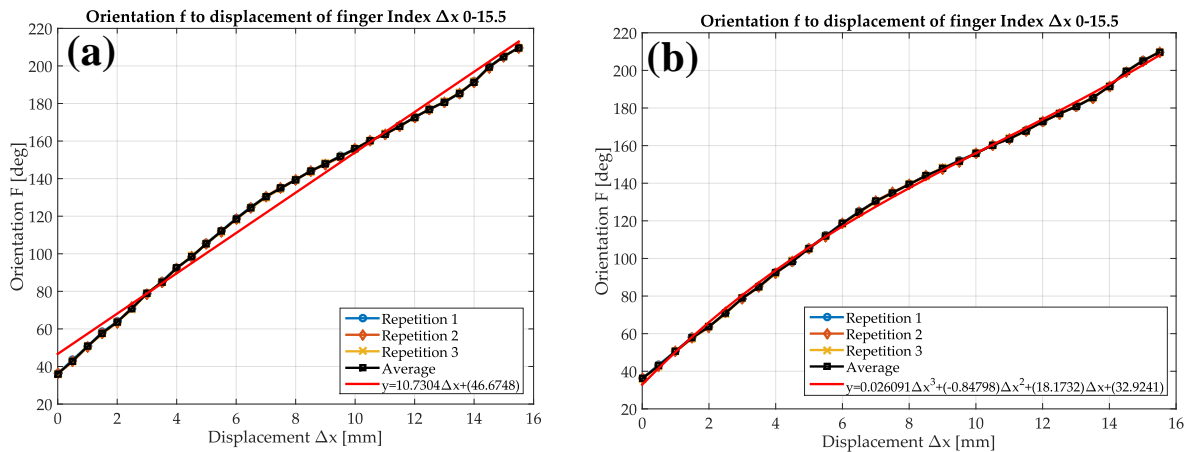 Orientation f to displacement of finger Index Δx 0-15.5
(a)
220
200
180
160
140
120
100
80
60
40
20
Orientation F [deg]
0 2 4 6 8 10 12 14 16
Displacement Δx [mm]
Repetition 1
Repetition 2
Repetition 3
Average
y=10.7304Δx+(46.6748)
Orientation f to displacement of finger Index Δx 0-15.5
(b)
220
200
180
160
140
120
100
80
60
40
20
Orientation F [deg]
0 2 4 6 8 10 12 14 16
Displacement Δx [mm]
Repetition 1
Repetition 2
Repetition 3
Average
y=0.026091Δx³+(-0.84798)Δx²+(18.1732)Δx+(32.9241)